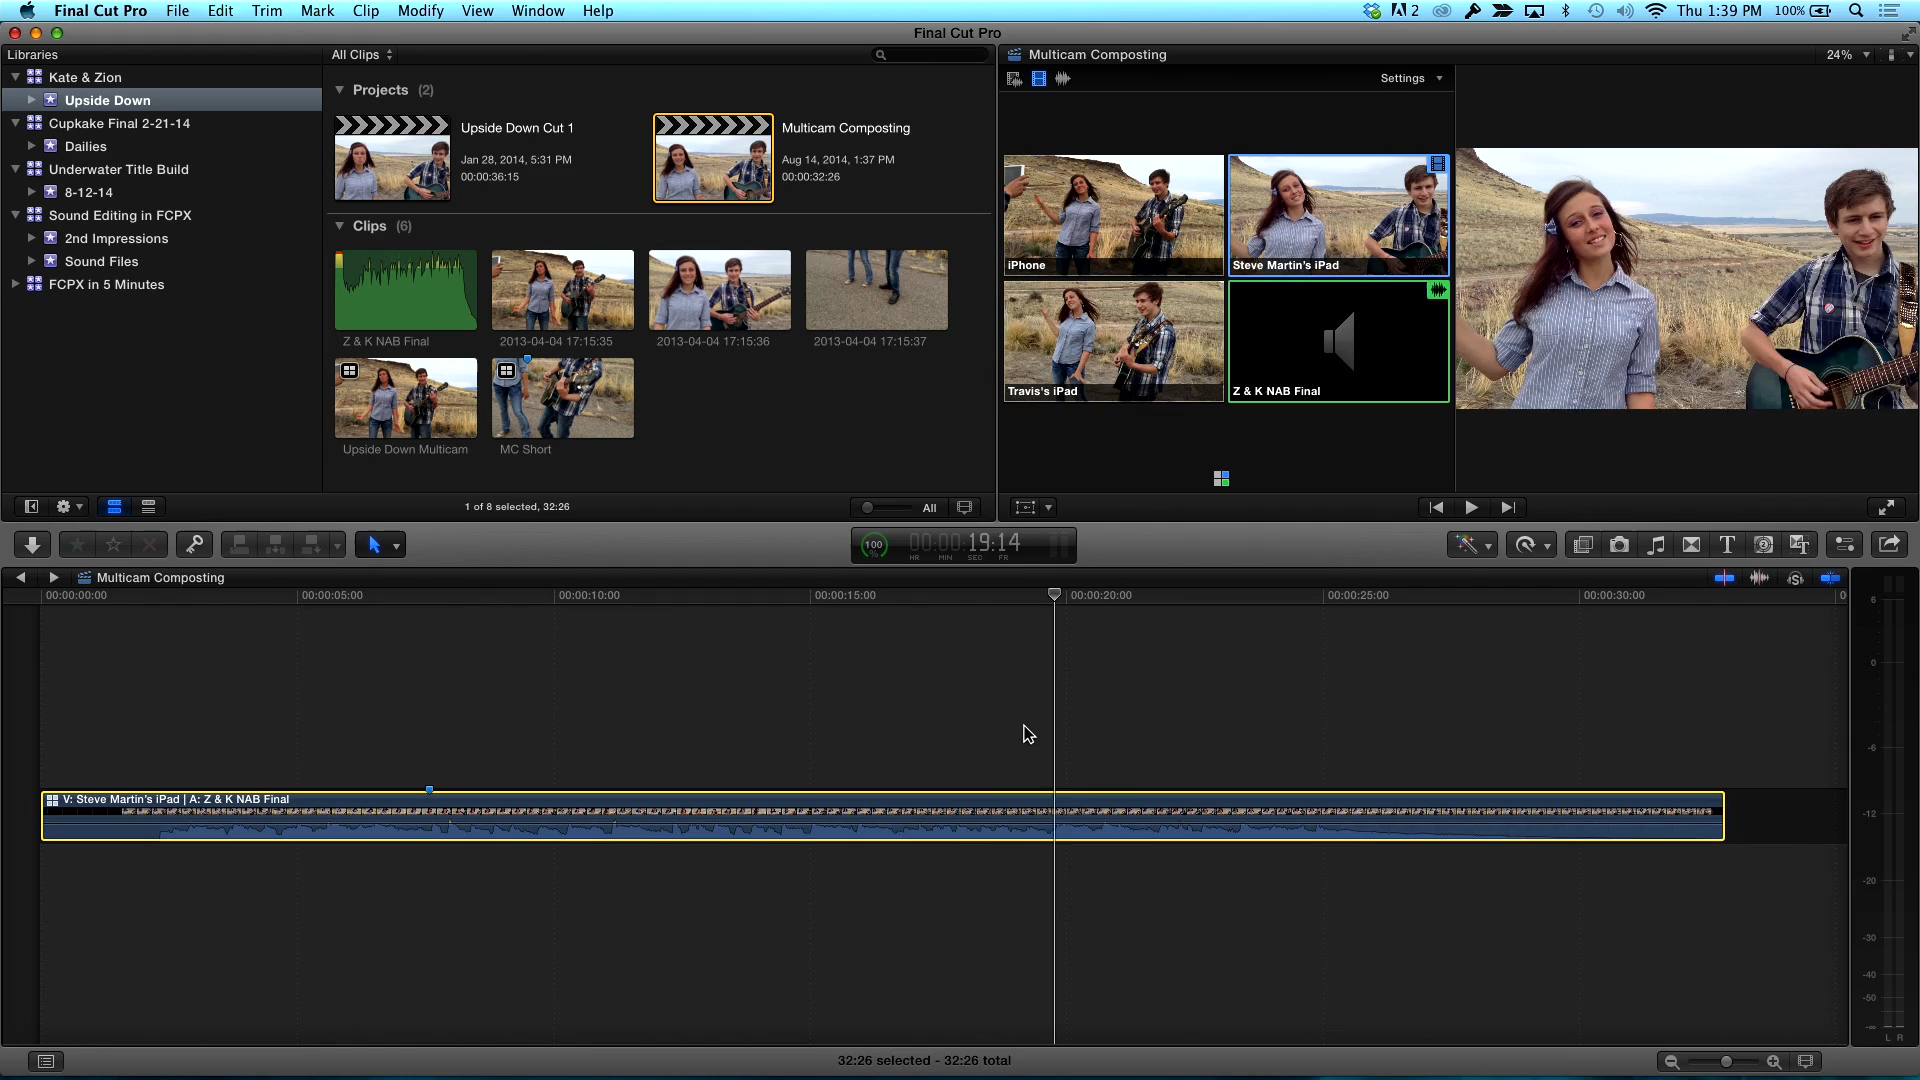 Final Cut Pro File Edit Trim Mark Clip Modify View Window Help
2 Thu 1:39 PM 100%
Final Cut Pro
Libraries
Kate & Zion
Upside Down
Cupkake Final 2-21-14
Dailies
Underwater Title Build
8-12-14
Sound Editing in FCPX
2nd Impressions
Sound Files
FCPX in 5 Minutes
All Clips
Projects (2)
Upside Down Cut 1
Jan 28, 2014, 5:31 PM
00:00:36:15
Multicam Composting
Aug 14, 2014, 1:37 PM
00:00:32:26
Clips (6)
Z & K NAB Final
2013-04-04 17:15:35
2013-04-04 17:15:36
2013-04-04 17:15:37
Upside Down Multicam
MC Short
1 of 8 selected, 32:26
All
Multicam Composting
24%
Settings
iPhone
Steve Martin's iPad
Travis's iPad
Z & K NAB Final
100 %
00:00:19:14
HR MIN SEC FR
Multicam Composting
00:00:00:00 00:00:05:00 00:00:10:00 00:00:15:00 00:00:20:00 00:00:25:00 00:00:30:00 0
V: Steve Martin's iPad | A: Z & K NAB Final
6
0
-6
-12
-20
-30
-40
-50
-∞
L R
32:26 selected - 32:26 total